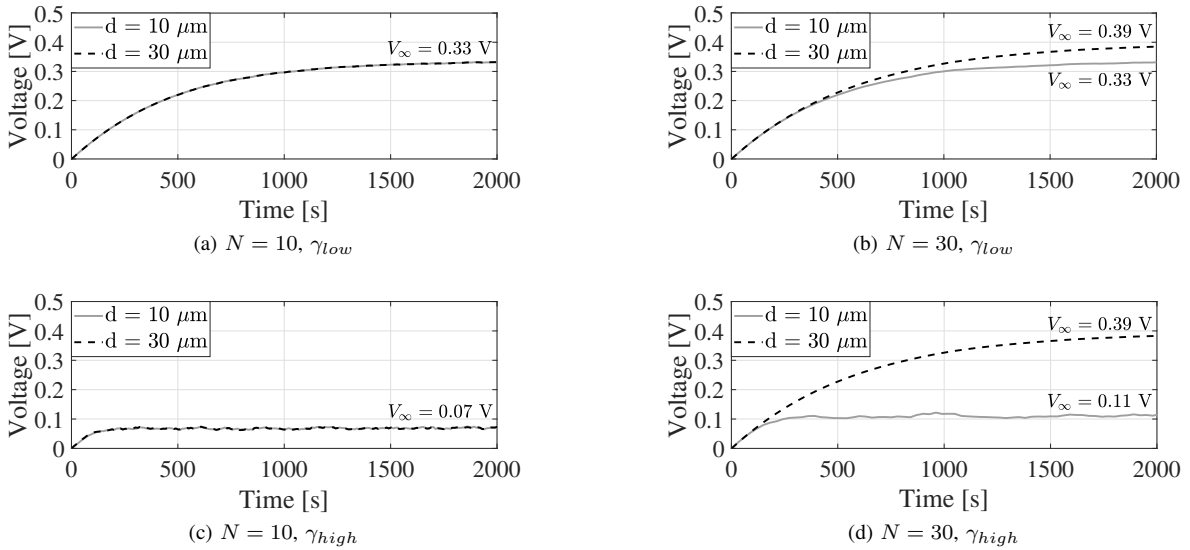 0.5
0.4
0.3
0.2
0.1
0
Voltage [V]
d = 10 μm
d = 30 μm
V∞ = 0.33 V
0 500 1000 1500 2000
Time [s]
(a) N = 10, γlow
0.5
0.4
0.3
0.2
0.1
0
Voltage [V]
d = 10 μm
d = 30 μm
V∞ = 0.39 V
V∞ = 0.33 V
0 500 1000 1500 2000
Time [s]
(b) N = 30, γlow
0.5
0.4
0.3
0.2
0.1
0
Voltage [V]
d = 10 μm
d = 30 μm
V∞ = 0.07 V
0 500 1000 1500 2000
Time [s]
(c) N = 10, γhigh
0.5
0.4
0.3
0.2
0.1
0
Voltage [V]
d = 10 μm
d = 30 μm
V∞ = 0.39 V
V∞ = 0.11 V
0 500 1000 1500 2000
Time [s]
(d) N = 30, γhigh